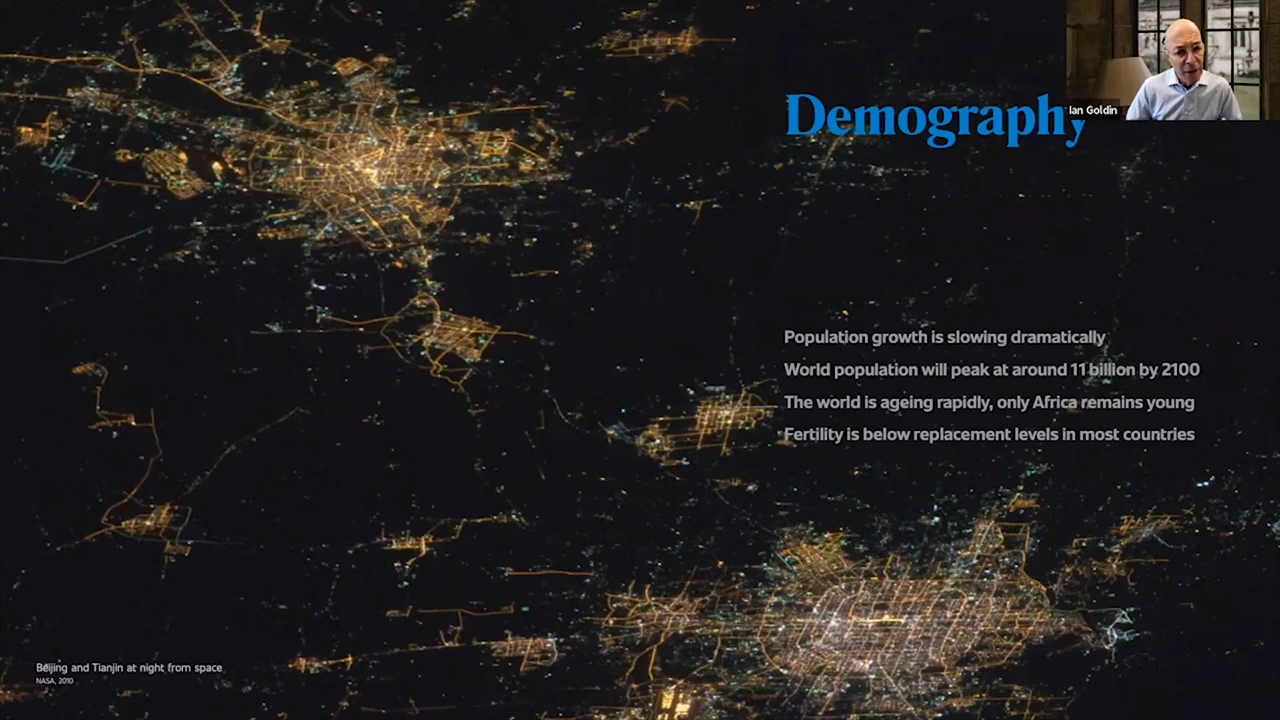 Demography
Ian Goldin
Population growth is slowing dramatically
World population will peak at around 11 billion by 2100
The world is ageing rapidly, only Africa remains young
Fertility is below replacement levels in most countries
Beijing and Tianjin at night from space
NASA, 2010